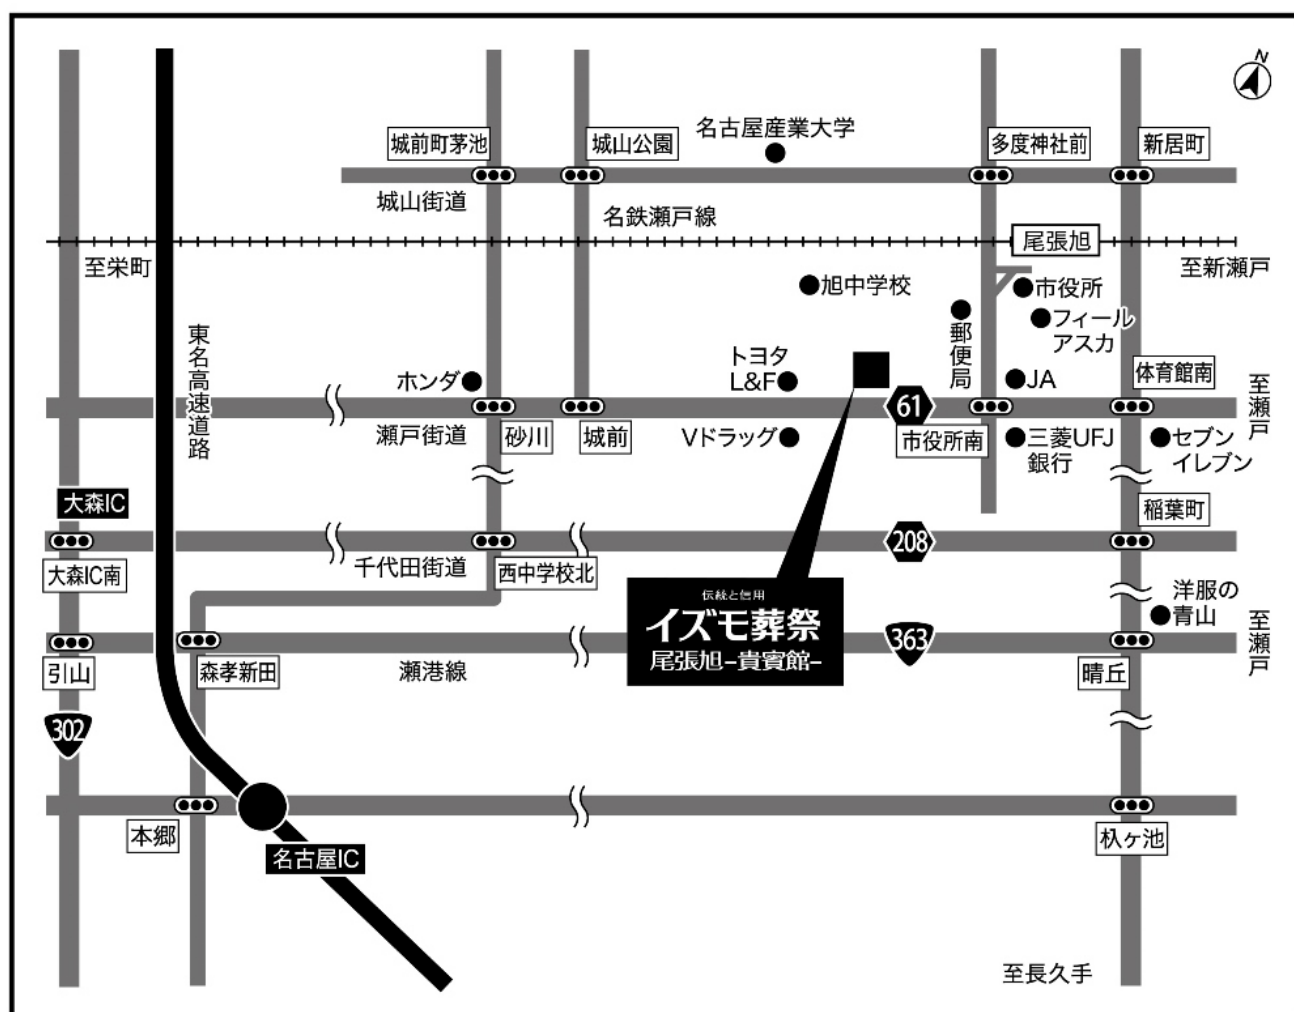 N
名古屋産業大学
城前町茅池
城山公園
多度神社前
新居町
城山街道
名鉄瀬戸線
尾張旭
至栄町
至新瀬戸
旭中学校
市役所
郵便局
フィール
アスカ
東名高速道路
トヨタ
L&F
ホンダ
JA
体育館南
至瀬戸
61
瀬戸街道
砂川
城前
Vドラッグ
市役所南
三菱UFJ
銀行
セブン
イレブン
大森IC
稲葉町
208
大森IC南
千代田街道
西中学校北
洋服の
青山
伝統と信用
イズモ葬祭
尾張旭-貴賓館-
363
至瀬戸
引山
森孝新田
瀬港線
晴丘
302
本郷
杁ヶ池
名古屋IC
至長久手